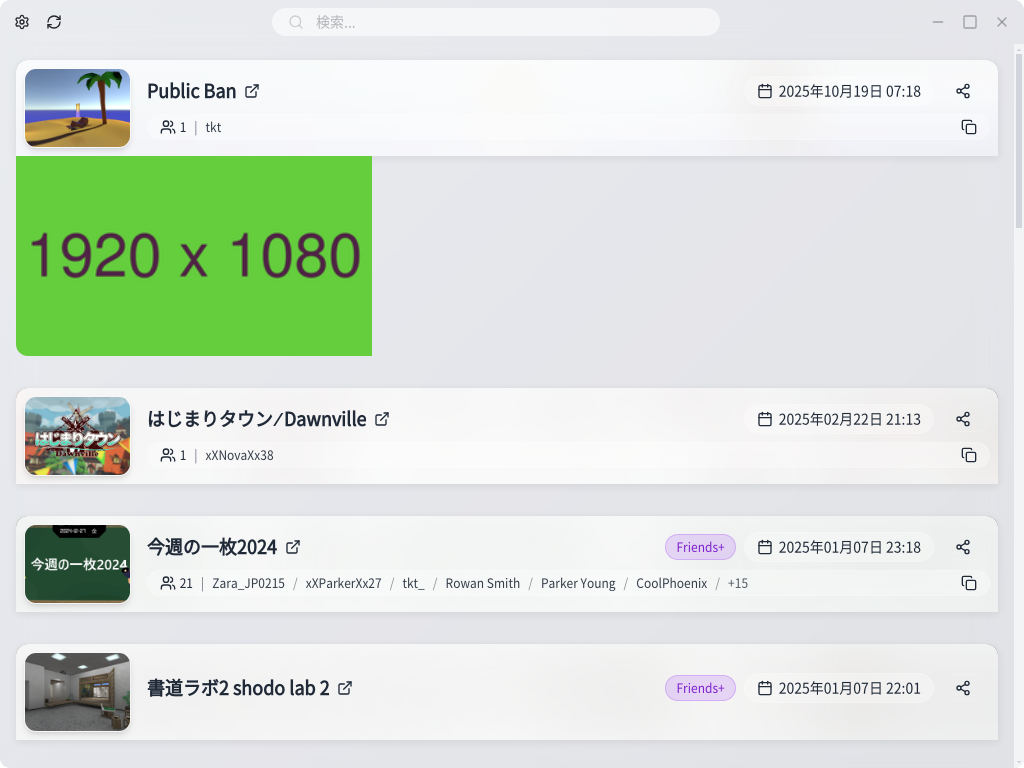 検索...
Public Ban
2025年10月19日 07:18
1 | tkt
1920 x 1080
はじまりタウン/Dawnville
2025年02月22日 21:13
はじまりタウン
Dawnville
1 | xXNovaXx38
今週の一枚2024
Friends+
2025年01月07日 23:18
今週の一枚2024
21 | Zara_JP0215 / xXParkerXx27 / tkt_ / Rowan Smith / Parker Young / CoolPhoenix / +15
書道ラボ2 shodo lab 2
Friends+
2025年01月07日 22:01